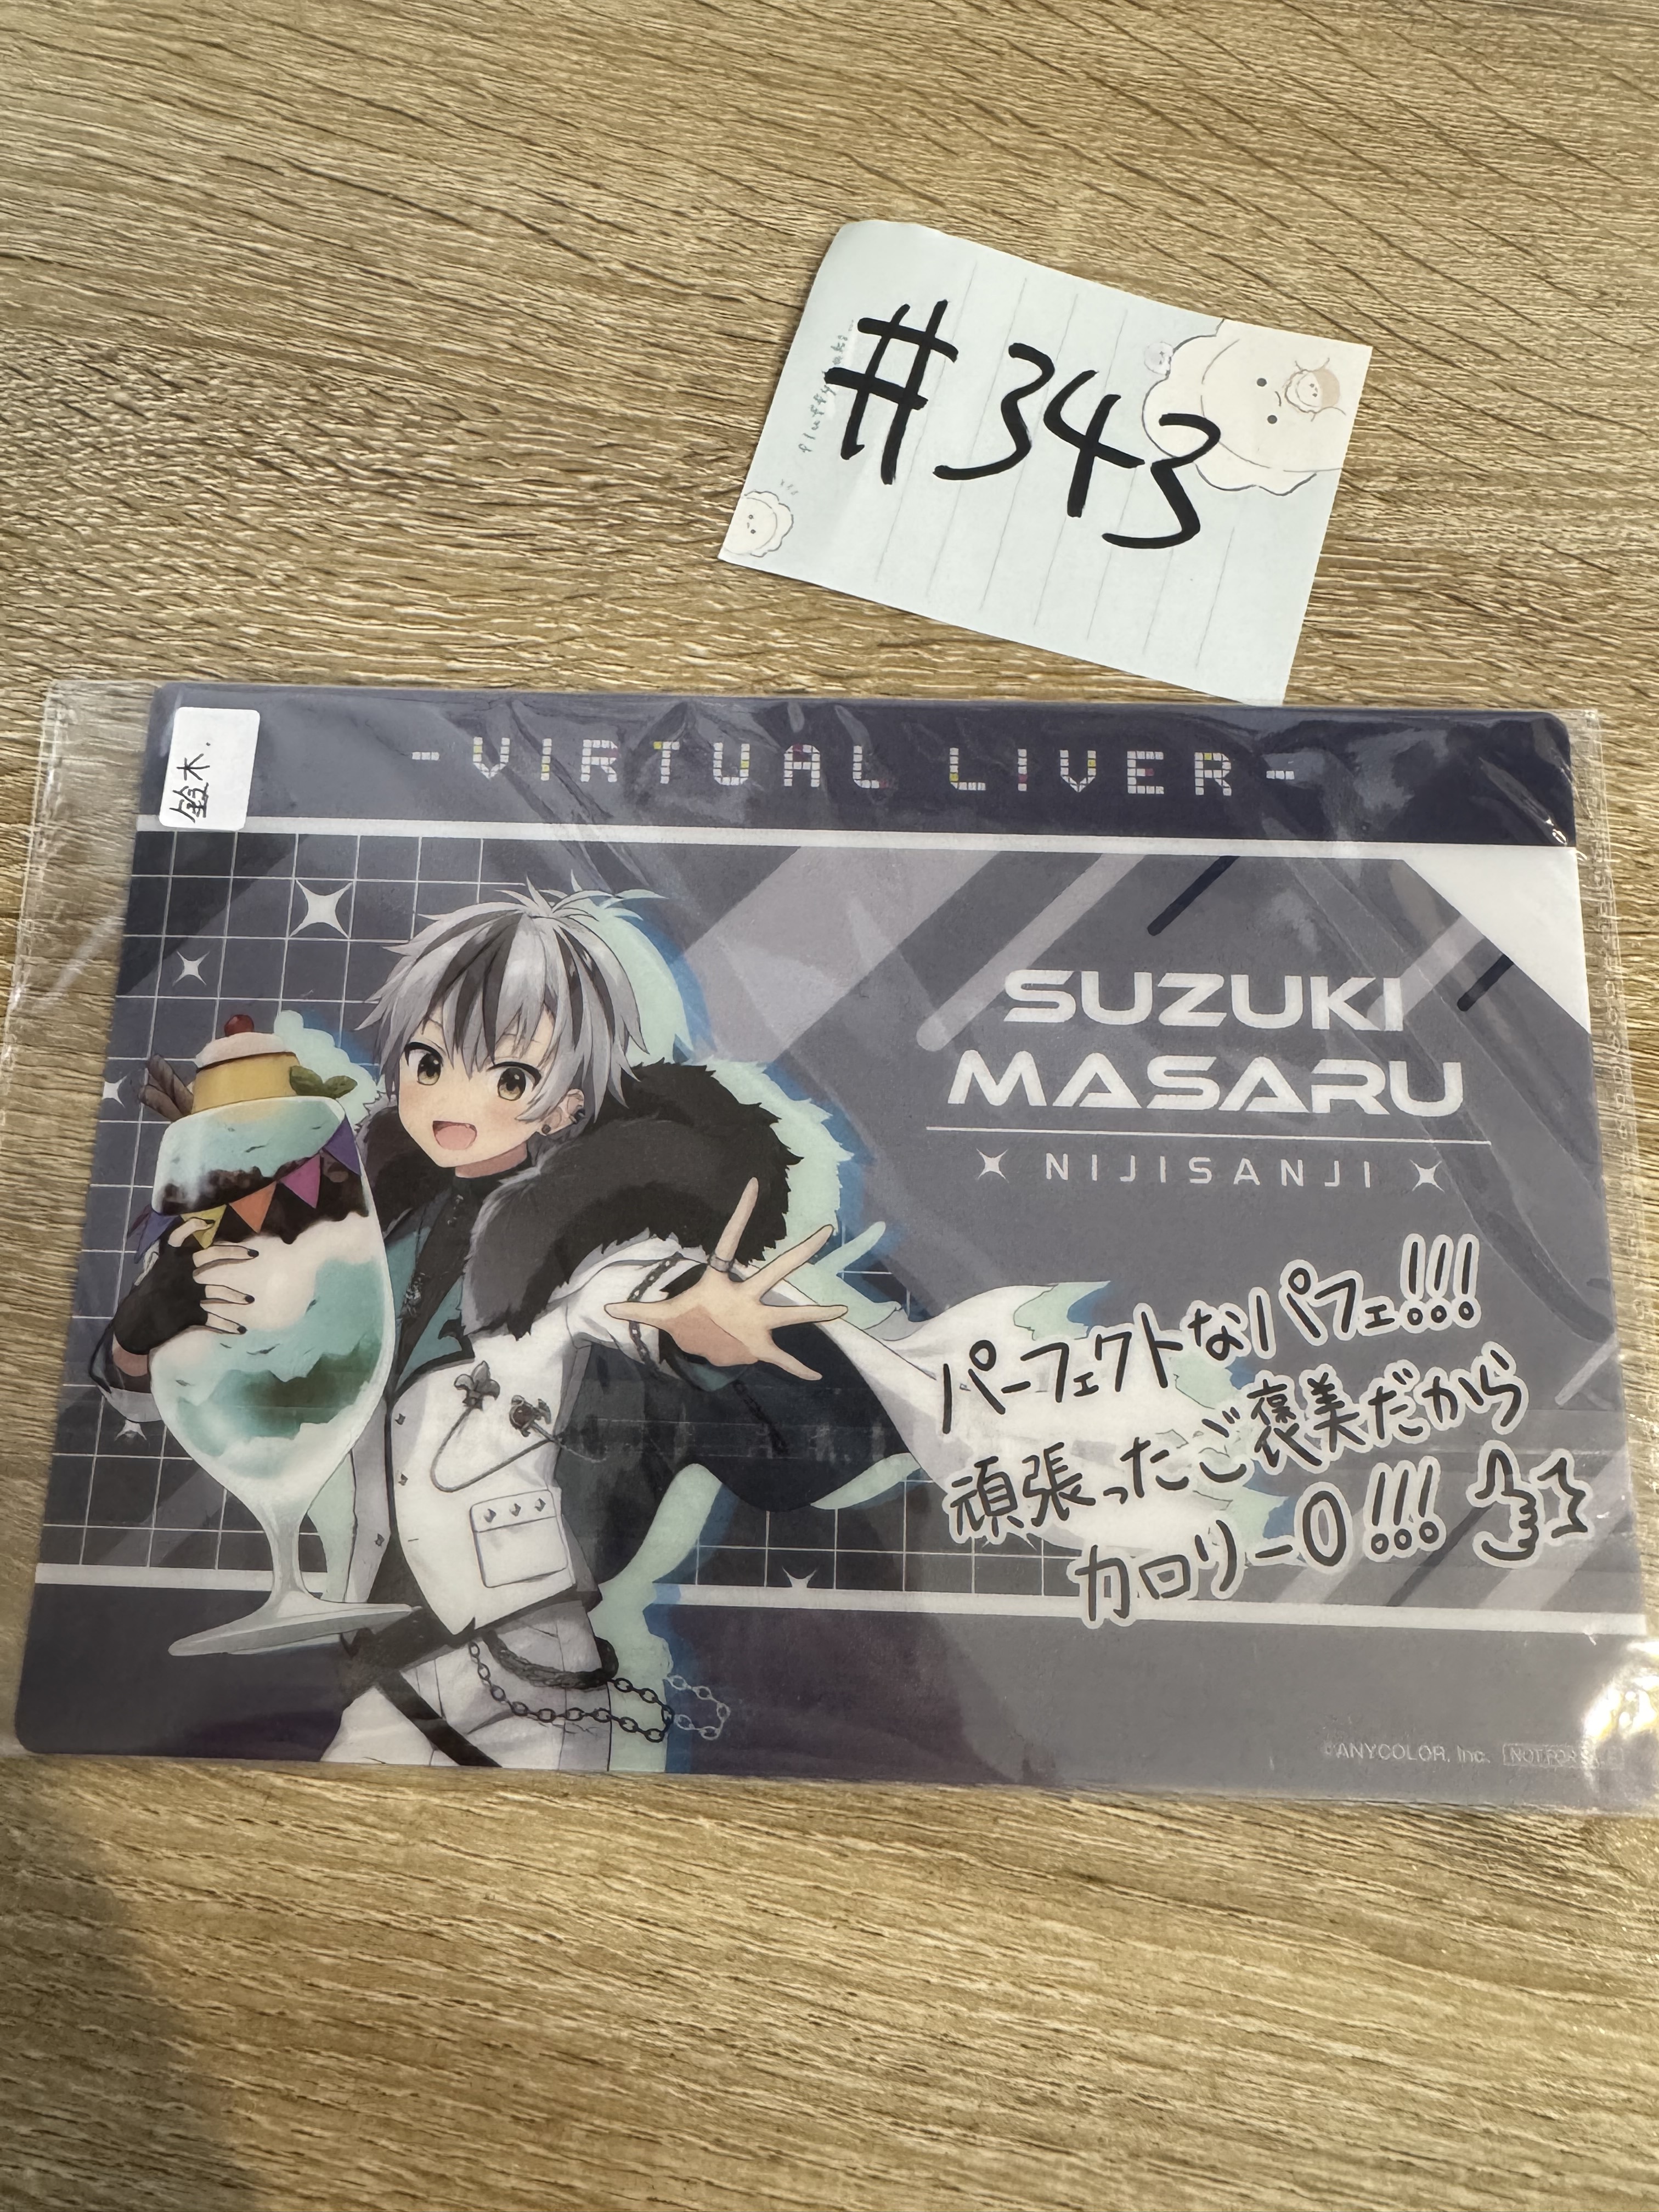 #343
fluffy
鈴木.
-VIRTUAL LIVER-
SUZUKI
MASARU
NIJISANJI
パーフェクトなパフェ!!!
頑張ったご褒美だから
カロリー0!!!
©ANYCOLOR, Inc. NOT FOR SALE